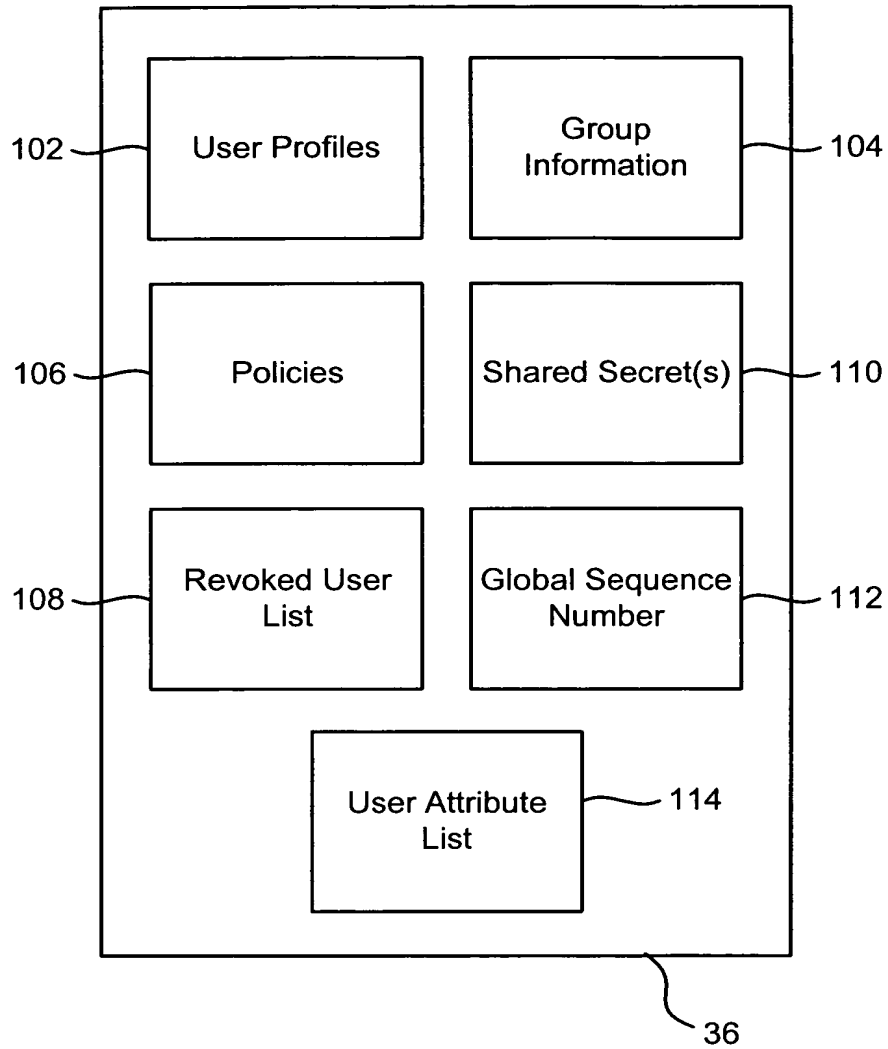 102
User Profiles
Group
Information
104
106
Policies
Shared Secret(s)
110
108
Revoked User
List
Global Sequence
Number
112
User Attribute
List
114
36